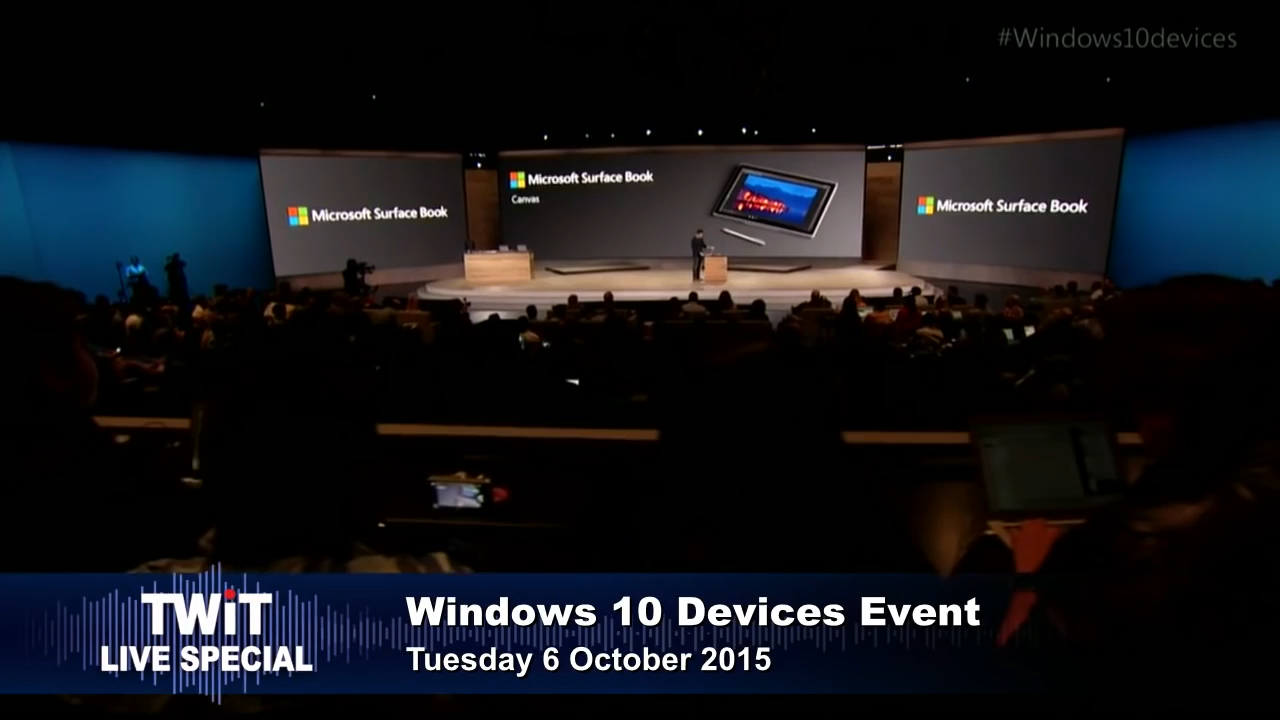 #Windows10devices
Microsoft Surface Book
Canvas
Microsoft Surface Book
Microsoft Surface Book
TWiT
LIVE SPECIAL
Windows 10 Devices Event
Tuesday 6 October 2015